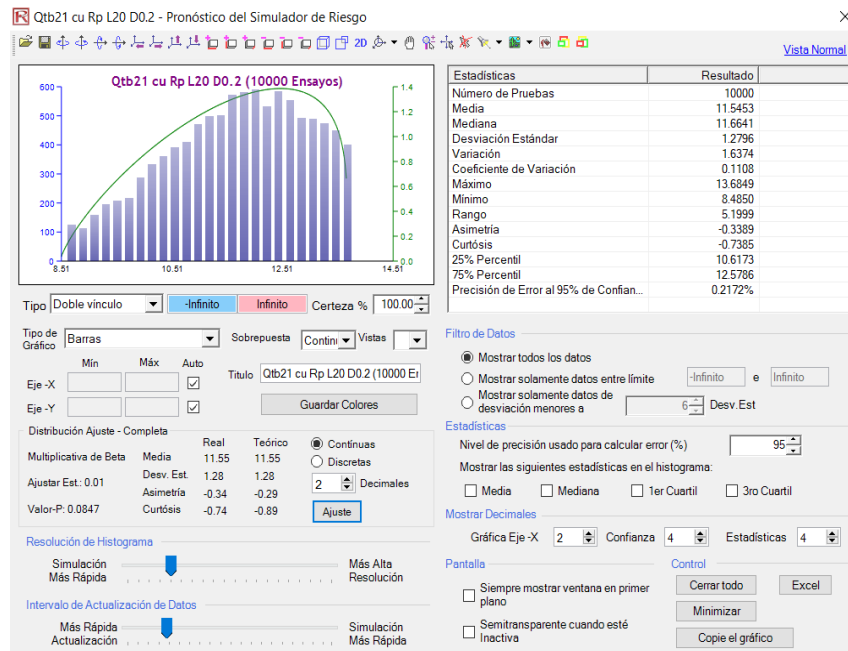 Qtb21 cu Rp L20 D0.2 - Pronóstico del Simulador de Riesgo
2D
Vista Normal
Qtb21 cu Rp L20 D0.2 (10000 Ensayos)
600
500
400
300
200
100
0
1.4
1.2
1.0
0.8
0.6
0.4
0.2
0.0
8.51 10.51 12.51 14.51
Estadísticas Resultado
Número de Pruebas 10000
Media 11.5453
Mediana 11.6641
Desviación Estándar 1.2796
Variación 1.6374
Coeficiente de Variación 0.1108
Máximo 13.6849
Mínimo 8.4850
Rango 5.1999
Asimetría -0.3389
Curtósis -0.7385
25% Percentil 10.6173
75% Percentil 12.5786
Precisión de Error al 95% de Confian... 0.2172%
Tipo Doble vínculo -Infinito Infinito Certeza % 100.00
Tipo de Gráfico Barras Sobrepuesta Continu Vistas
Mín Máx Auto
Eje -X
Eje -Y
Titulo Qtb21 cu Rp L20 D0.2 (10000 Er
Guardar Colores
Distribución Ajuste - Completa
Real Teórico
Multiplicativa de Beta Media 11.55 11.55
Desv. Est. 1.28 1.28
Ajustar Est.: 0.01
Asimetría -0.34 -0.29
Valor-P: 0.0847 Curtósis -0.74 -0.89
Contínuas
Discretas
2 Decimales
Ajuste
Resolución de Histograma
Simulación
Más Rápida
Más Alta
Resolución
Intervalo de Actualización de Datos
Más Rápida
Actualización
Simulación
Más Rápida
Filtro de Datos
Mostrar todos los datos
Mostrar solamente datos entre límite -Infinito e Infinito
Mostrar solamente datos de
desviación menores a 6 Desv.Est
Estadísticas
Nivel de precisión usado para calcular error (%) 95
Mostrar las siguientes estadísticas en el histograma:
Media Mediana 1er Cuartil 3ro Cuartil
Mostrar Decimales
Gráfica Eje -X 2 Confianza 4 Estadísticas 4
Pantalla
Siempre mostrar ventana en primer
plano
Semitransparente cuando esté
Inactiva
Control
Cerrar todo Excel
Minimizar
Copie el gráfico